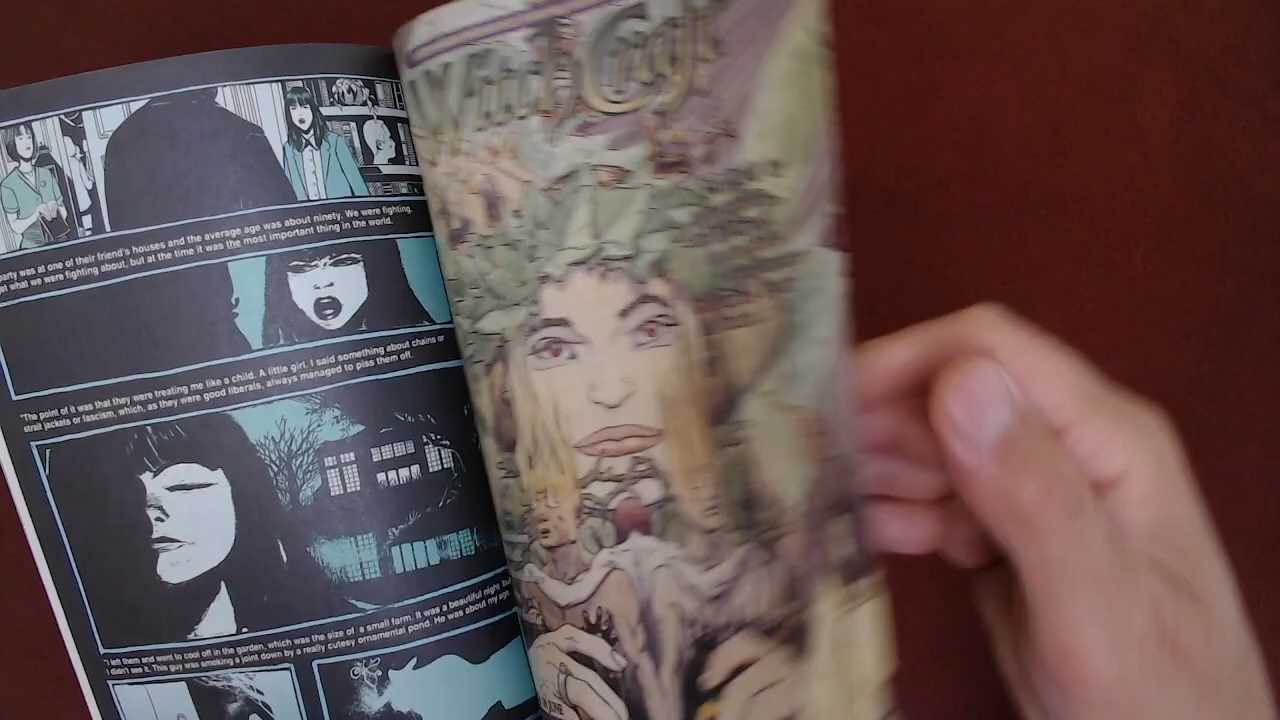 party was at one of their friend's houses and the average age was about ninety. We were fighting.
get what we were fighting about, but at the time it was the most important thing in the world.
"The point of it was that they were treating me like a child. A little girl. I said something about chains or
strait jackets or fascism, which, as they were good liberals, always managed to piss them off.
"I left them and went to cool off in the garden, which was the size of a small farm. It was a beautiful night but
I didn't see it. This guy was smoking a joint down by a really cutesy ornamental pond. He was about my age.
WitchCraft
JUNE